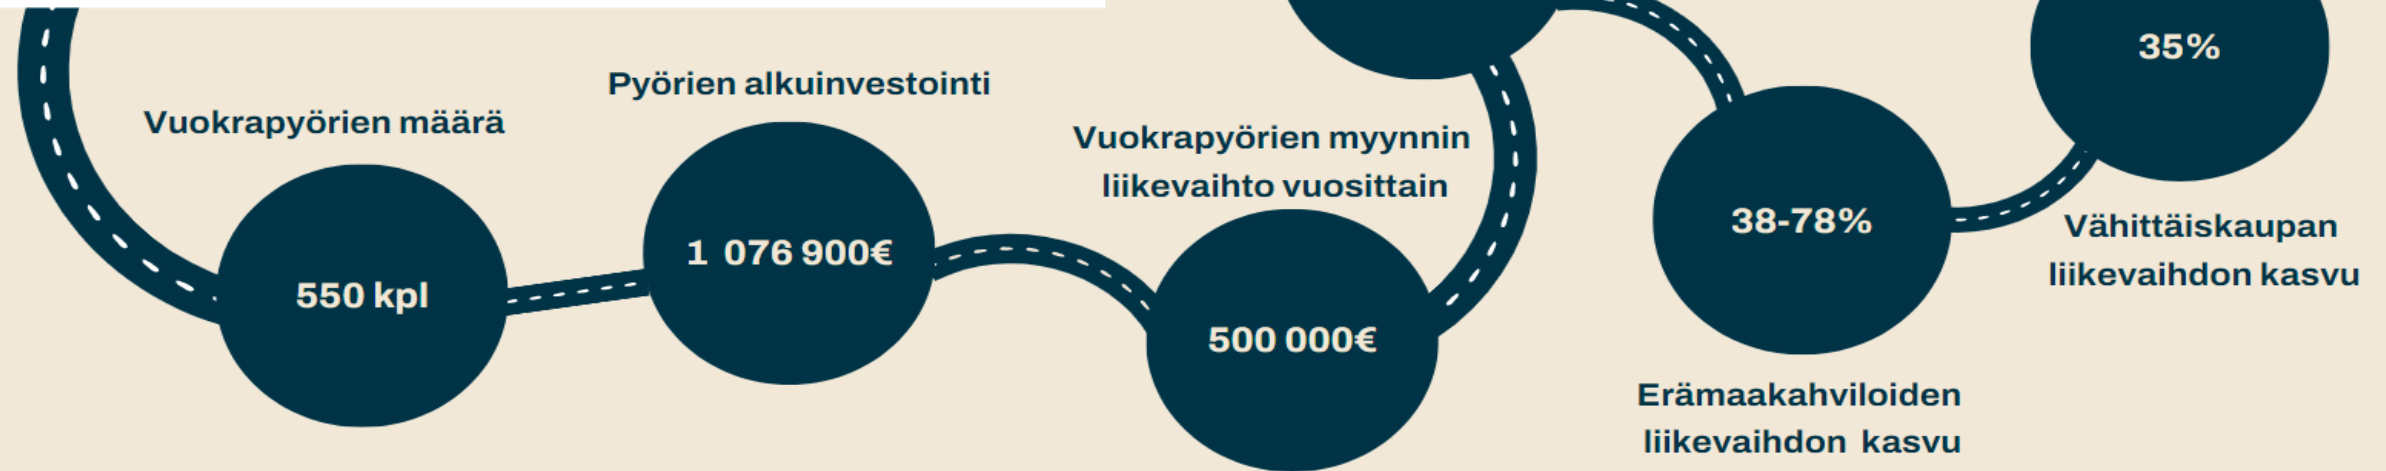 Vuokrapyörien määrä
550 kpl
Pyörien alkuinvestointi
1 076 900€
Vuokrapyörien myynnin
liikevaihto vuosittain
500 000€
38-78%
Erämaakahviloiden
liikevaihdon kasvu
35%
Vähittäiskaupan
liikevaihdon kasvu